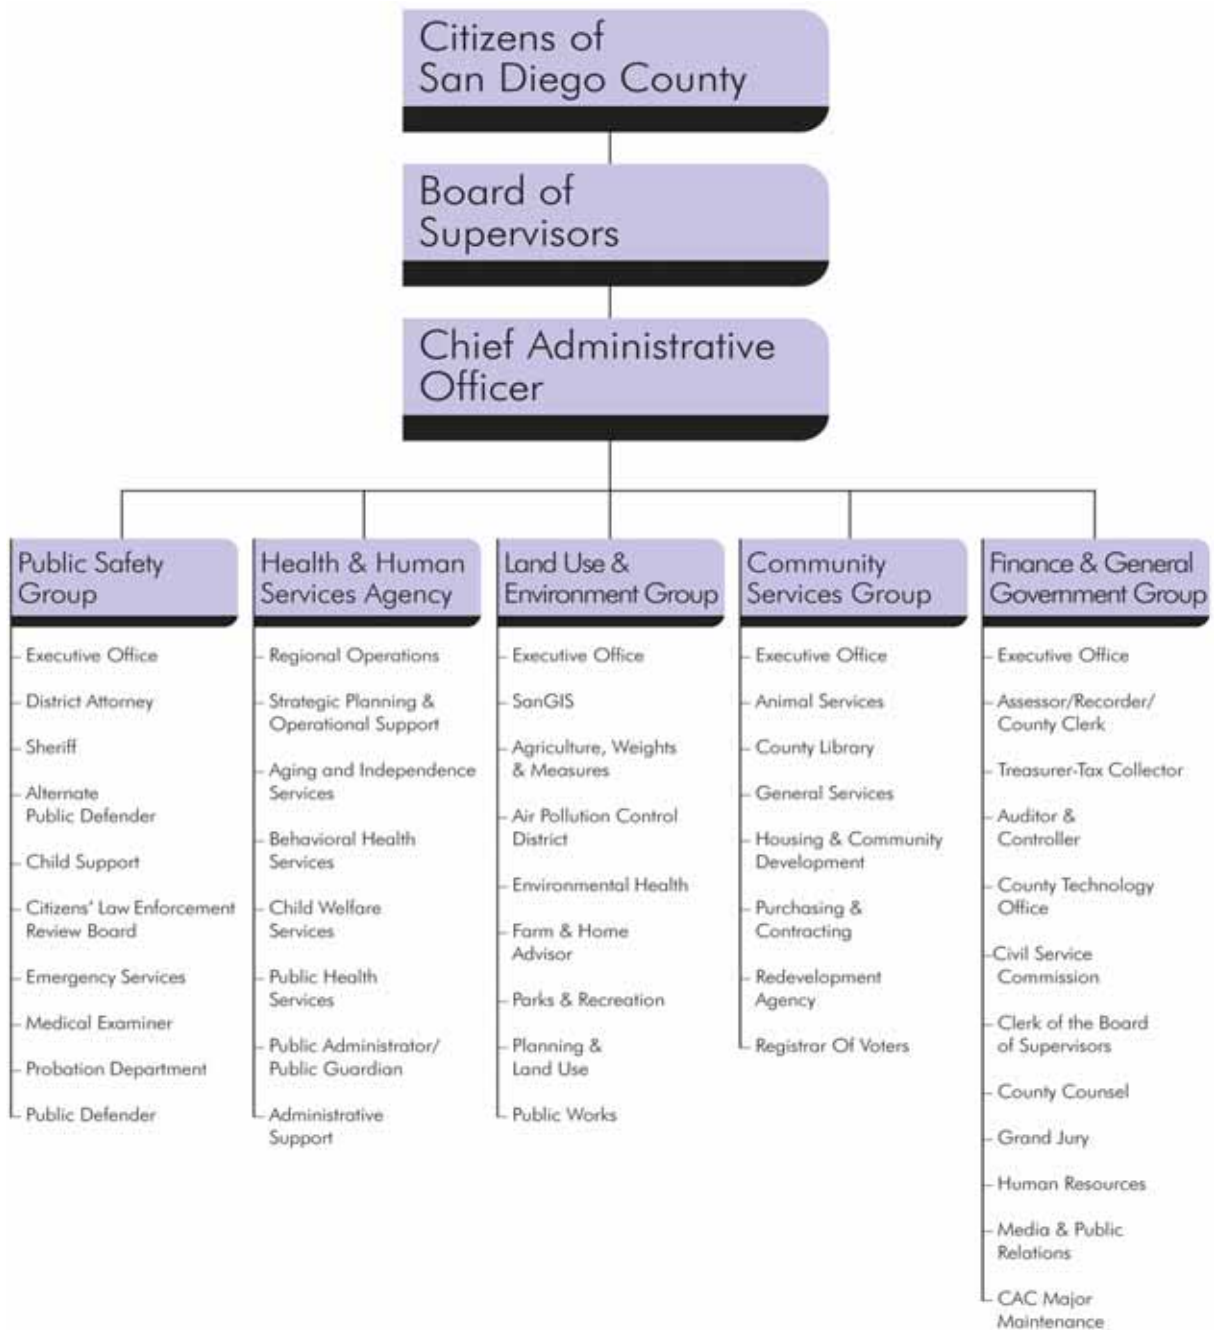 Citizens of
San Diego County
Board of
Supervisors
Chief Administrative
Officer
Public Safety
Group
Executive Office
District Attorney
Sheriff
Alternate
Public Defender
Child Support
Citizens' Law Enforcement
Review Board
Emergency Services
Medical Examiner
Probation Department
Public Defender
Health & Human
Services Agency
Regional Operations
Strategic Planning &
Operational Support
Aging and Independence
Services
Behavioral Health
Services
Child Welfare
Services
Public Health
Services
Public Administrator/
Public Guardian
Administrative
Support
Land Use &
Environment Group
Executive Office
SanGIS
Agriculture, Weights
& Measures
Air Pollution Control
District
Environmental Health
Farm & Home
Advisor
Parks & Recreation
Planning &
Land Use
Public Works
Community
Services Group
Executive Office
Animal Services
County Library
General Services
Housing & Community
Development
Purchasing &
Contracting
Redevelopment
Agency
Registrar Of Voters
Finance & General
Government Group
Executive Office
Assessor/Recorder/
County Clerk
Treasurer-Tax Collector
Auditor &
Controller
County Technology
Office
Civil Service
Commission
Clerk of the Board
of Supervisors
County Counsel
Grand Jury
Human Resources
Media & Public
Relations
CAC Major
Maintenance